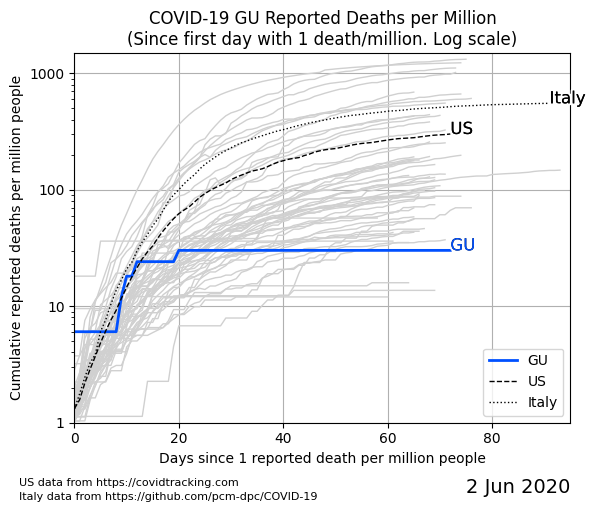 COVID-19 GU Reported Deaths per Million
(Since first day with 1 death/million. Log scale)
Cumulative reported deaths per million people
1000
100
10
1
Italy
US
GU
GU
US
Italy
0
20
40
60
80
Days since 1 reported death per million people
US data from https://covidtracking.com
Italy data from https://github.com/pcm-dpc/COVID-19
2 Jun 2020